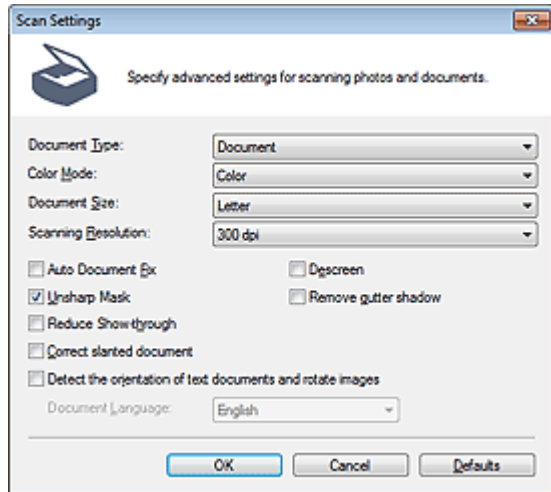 Scan Settings
Specify advanced settings for scanning photos and documents.
Document Type: Document
Color Mode: Color
Document Size: Letter
Scanning Resolution: 300 dpi
Auto Document Fix Descreen
Unsharp Mask Remove gutter shadow
Reduce Show-through
Correct slanted document
Detect the orientation of text documents and rotate images
Document Language: English
OK Cancel Defaults